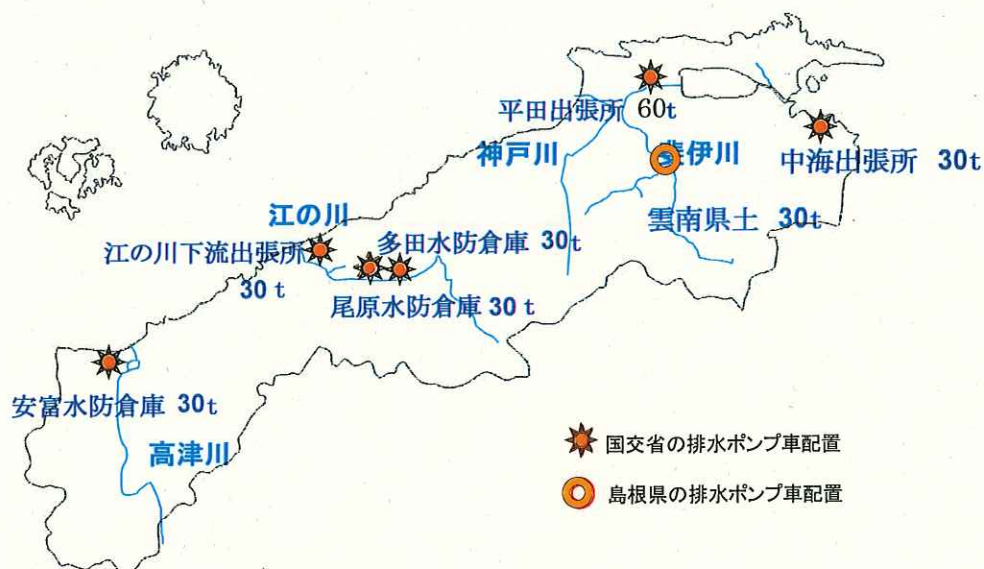 平田出張所 60t
神戸川
斐伊川
中海出張所 30t
雲南県土 30t
江の川
江の川下流出張所
30t
多田水防倉庫 30t
尾原水防倉庫 30t
安富水防倉庫 30t
高津川
国交省の排水ポンプ車配置
島根県の排水ポンプ車配置